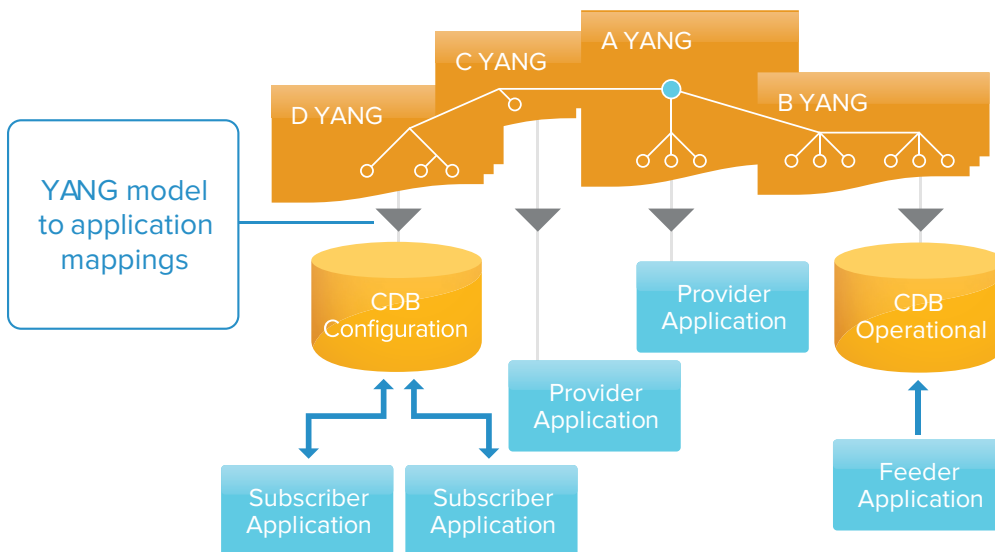 A YANG
C YANG
B YANG
D YANG
YANG model
to application
mappings
CDB
Configuration
Provider
Application
CDB
Operational
Provider
Application
Subscriber
Application
Subscriber
Application
Feeder
Application